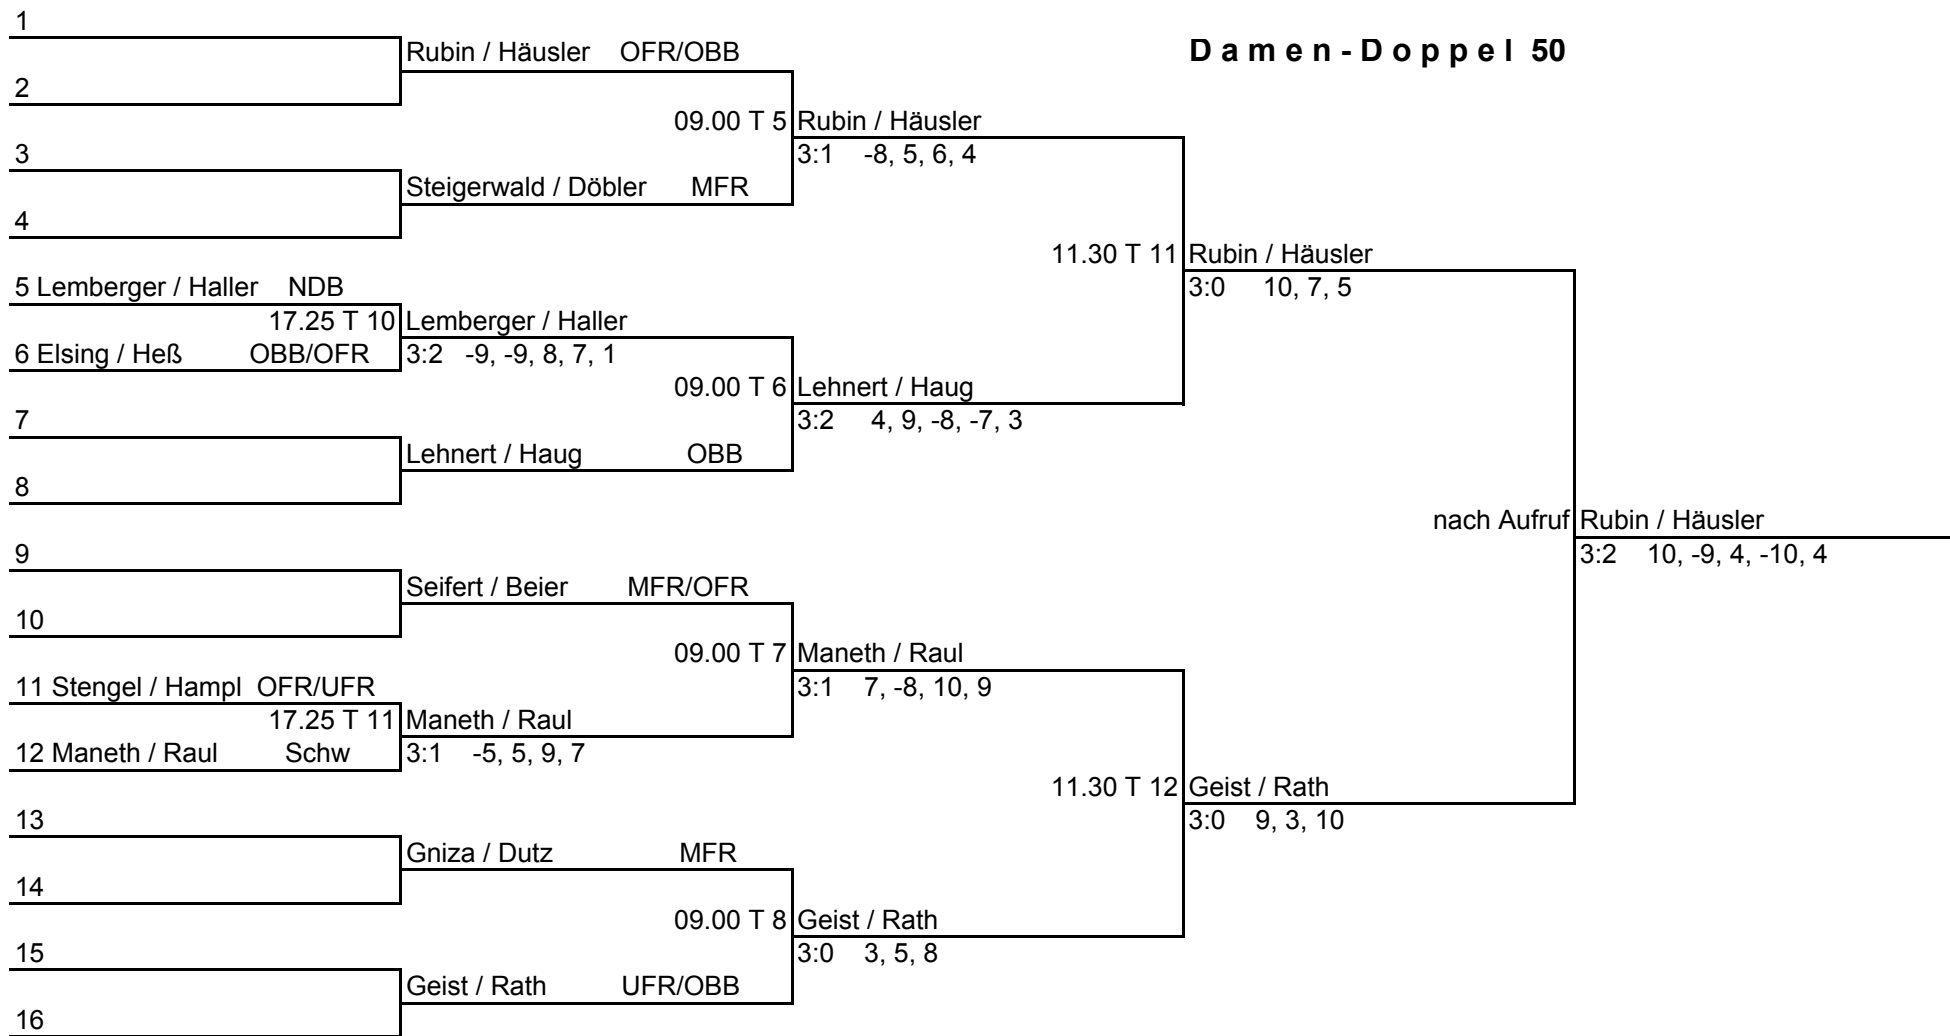 1
Rubin / Häusler OFR/OBB
Damen-Doppel 50
2
09.00 T 5 Rubin / Häusler
3
3:1 -8, 5, 6, 4
Steigerwald / Döbler MFR
4
11.30 T 11 Rubin / Häusler
5 Lemberger / Haller NDB
3:0 10, 7, 5
17.25 T 10 Lemberger / Haller
6 Elsing / Heß OBB/OFR
3:2 -9, -9, 8, 7, 1
09.00 T 6 Lehnert / Haug
7
3:2 4, 9, -8, -7, 3
Lehnert / Haug OBB
8
nach Aufruf Rubin / Häusler
9
3:2 10, -9, 4, -10, 4
Seifert / Beier MFR/OFR
10
09.00 T 7 Maneth / Raul
11 Stengel / Hampl OFR/UFR
3:1 7, -8, 10, 9
17.25 T 11 Maneth / Raul
12 Maneth / Raul Schw
3:1 -5, 5, 9, 7
11.30 T 12 Geist / Rath
13
3:0 9, 3, 10
Gniza / Dutz MFR
14
09.00 T 8 Geist / Rath
15
3:0 3, 5, 8
Geist / Rath UFR/OBB
16